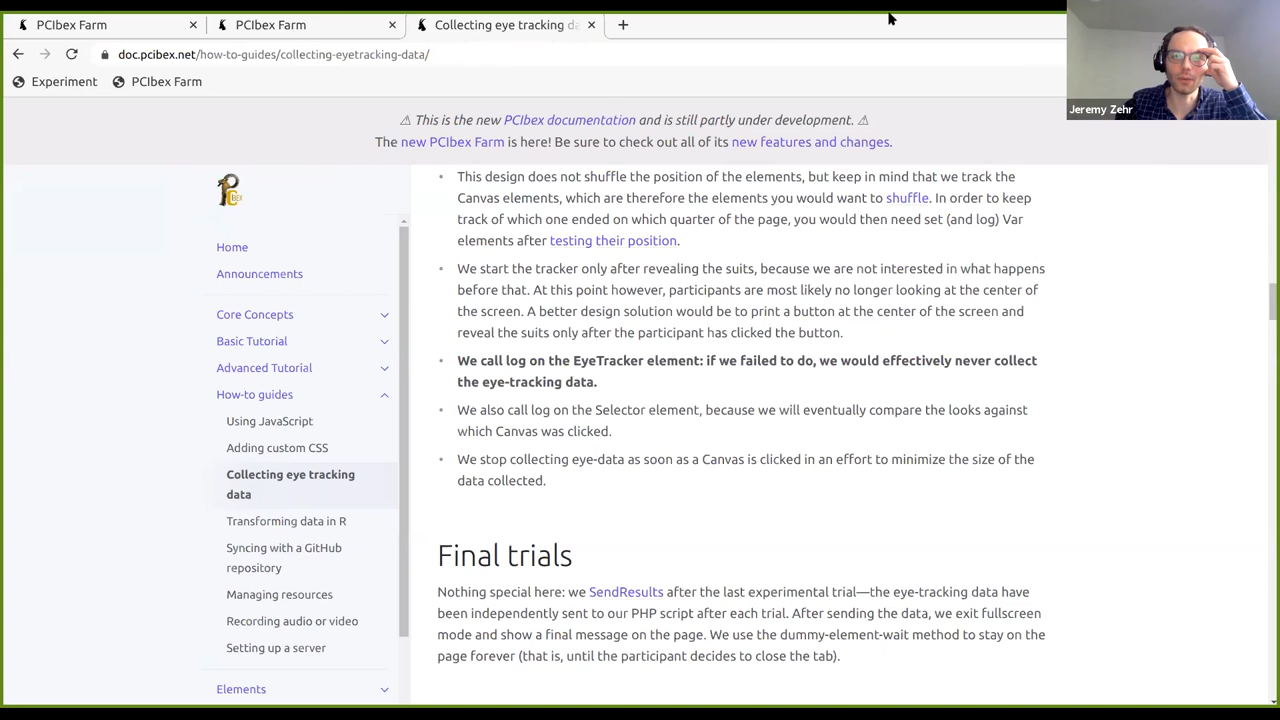 PCIbex Farm
PCIbex Farm
Collecting eye tracking da
doc.pcibex.net/how-to-guides/collecting-eyetracking-data/
Experiment
PCIbex Farm
Jeremy Zehr
⚠ This is the new PCIbex documentation and is still partly under development. ⚠
The new PCIbex Farm is here! Be sure to check out all of its new features and changes.
Home
Announcements
Core Concepts
Basic Tutorial
Advanced Tutorial
How-to guides
Using JavaScript
Adding custom CSS
Collecting eye tracking
data
Transforming data in R
Syncing with a GitHub
repository
Managing resources
Recording audio or video
Setting up a server
Elements
• This design does not shuffle the position of the elements, but keep in mind that we track the
Canvas elements, which are therefore the elements you would want to shuffle. In order to keep
track of which one ended on which quarter of the page, you would then need set (and log) Var
elements after testing their position.
• We start the tracker only after revealing the suits, because we are not interested in what happens
before that. At this point however, participants are most likely no longer looking at the center of
the screen. A better design solution would be to print a button at the center of the screen and
reveal the suits only after the participant has clicked the button.
• We call log on the EyeTracker element: if we failed to do, we would effectively never collect
the eye-tracking data.
• We also call log on the Selector element, because we will eventually compare the looks against
which Canvas was clicked.
• We stop collecting eye-data as soon as a Canvas is clicked in an effort to minimize the size of the
data collected.
Final trials
Nothing special here: we SendResults after the last experimental trial—the eye-tracking data have
been independently sent to our PHP script after each trial. After sending the data, we exit fullscreen
mode and show a final message on the page. We use the dummy-element-wait method to stay on the
page forever (that is, until the participant decides to close the tab).